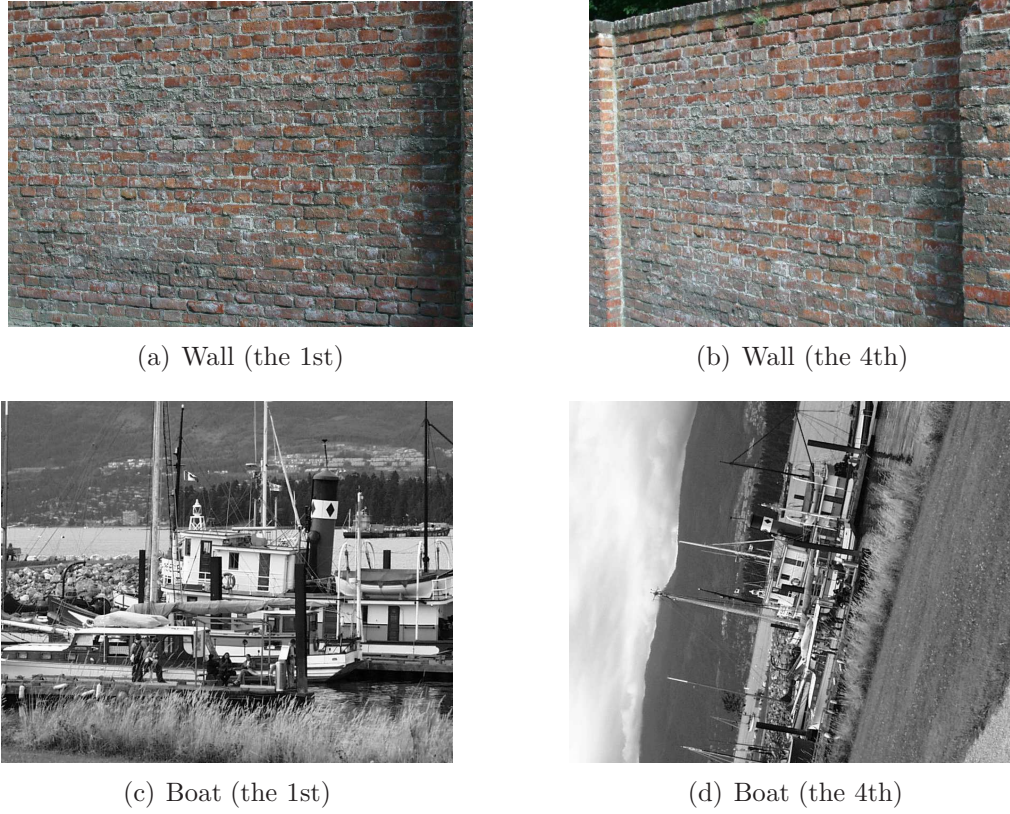 (a) Wall (the 1st)
(b) Wall (the 4th)
(c) Boat (the 1st)
(d) Boat (the 4th)